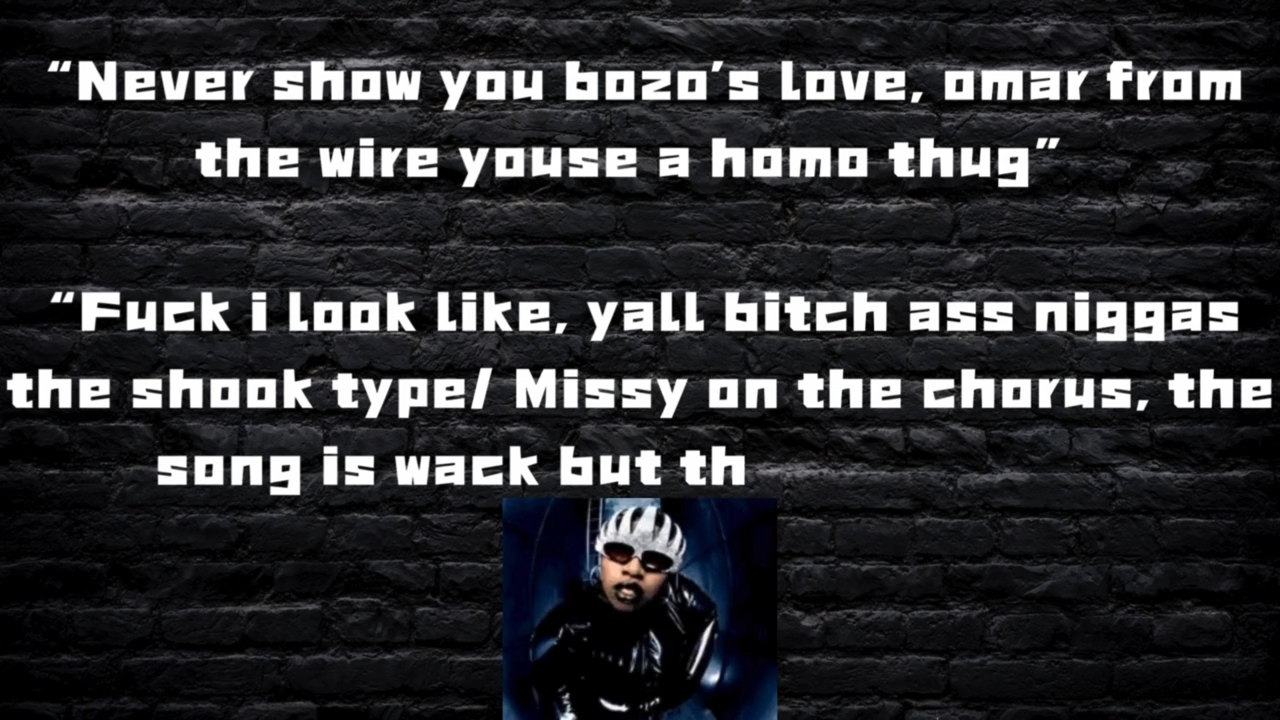 “Never show you bozo’s love, omar from
the wire youse a homo thug”
“Fuck i look like, yall bitch ass niggas
the shook type/ Missy on the chorus, the
song is wack but th